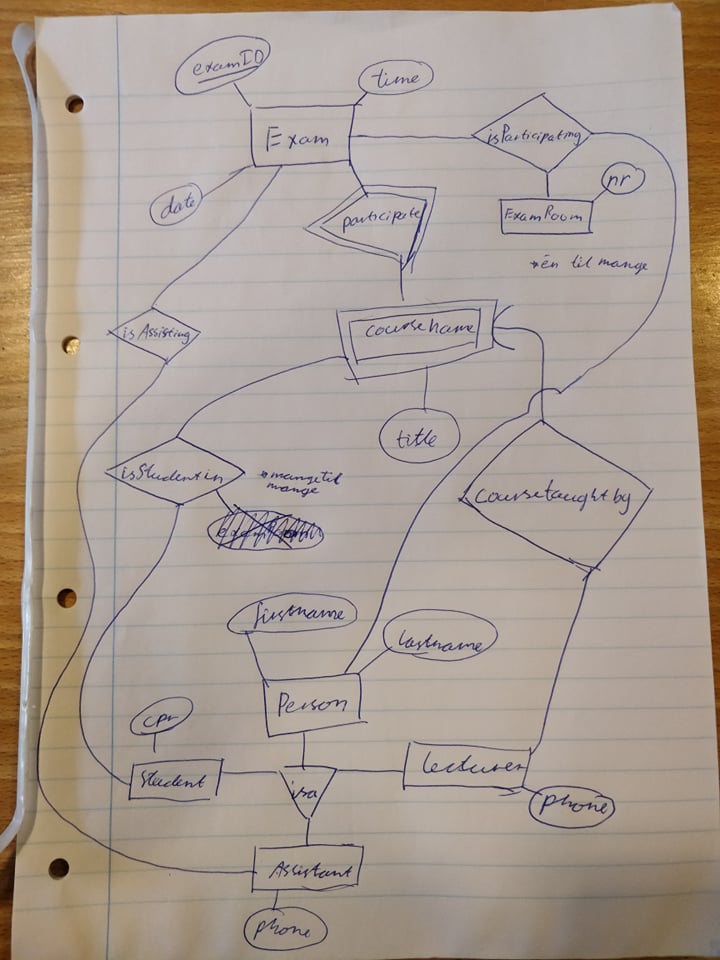 examID
time
Exam
isParticipating
nr
date
participate
ExamRoom
*én til mange
isAssisting
coursename
title
isStudentin
*mange til
mange
coursetaught by
firstname
lastname
Person
cpr
Student
isa
lecturer
phone
Assistant
phone